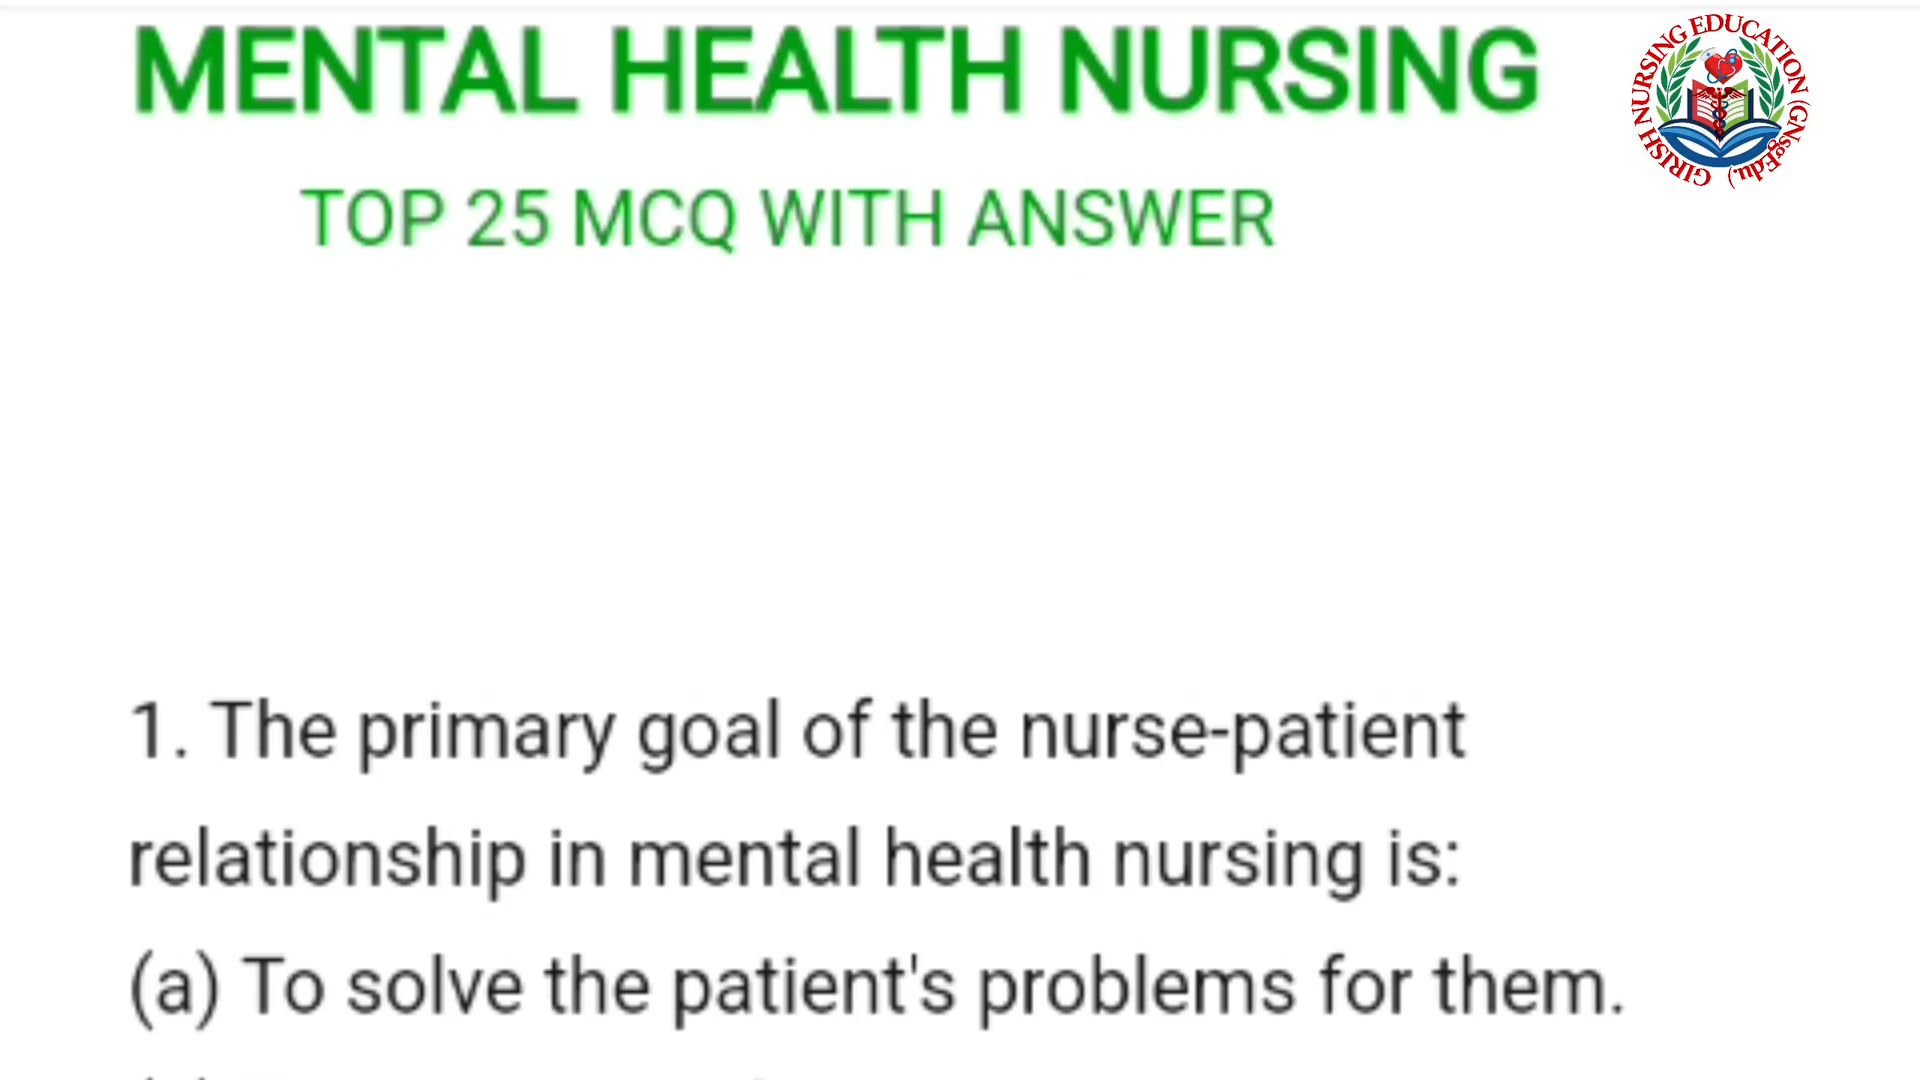 MENTAL HEALTH NURSING
GIRISH NURSING EDUCATION (GNsgEdu.)
TOP 25 MCQ WITH ANSWER
1. The primary goal of the nurse-patient
relationship in mental health nursing is:
(a) To solve the patient's problems for them.